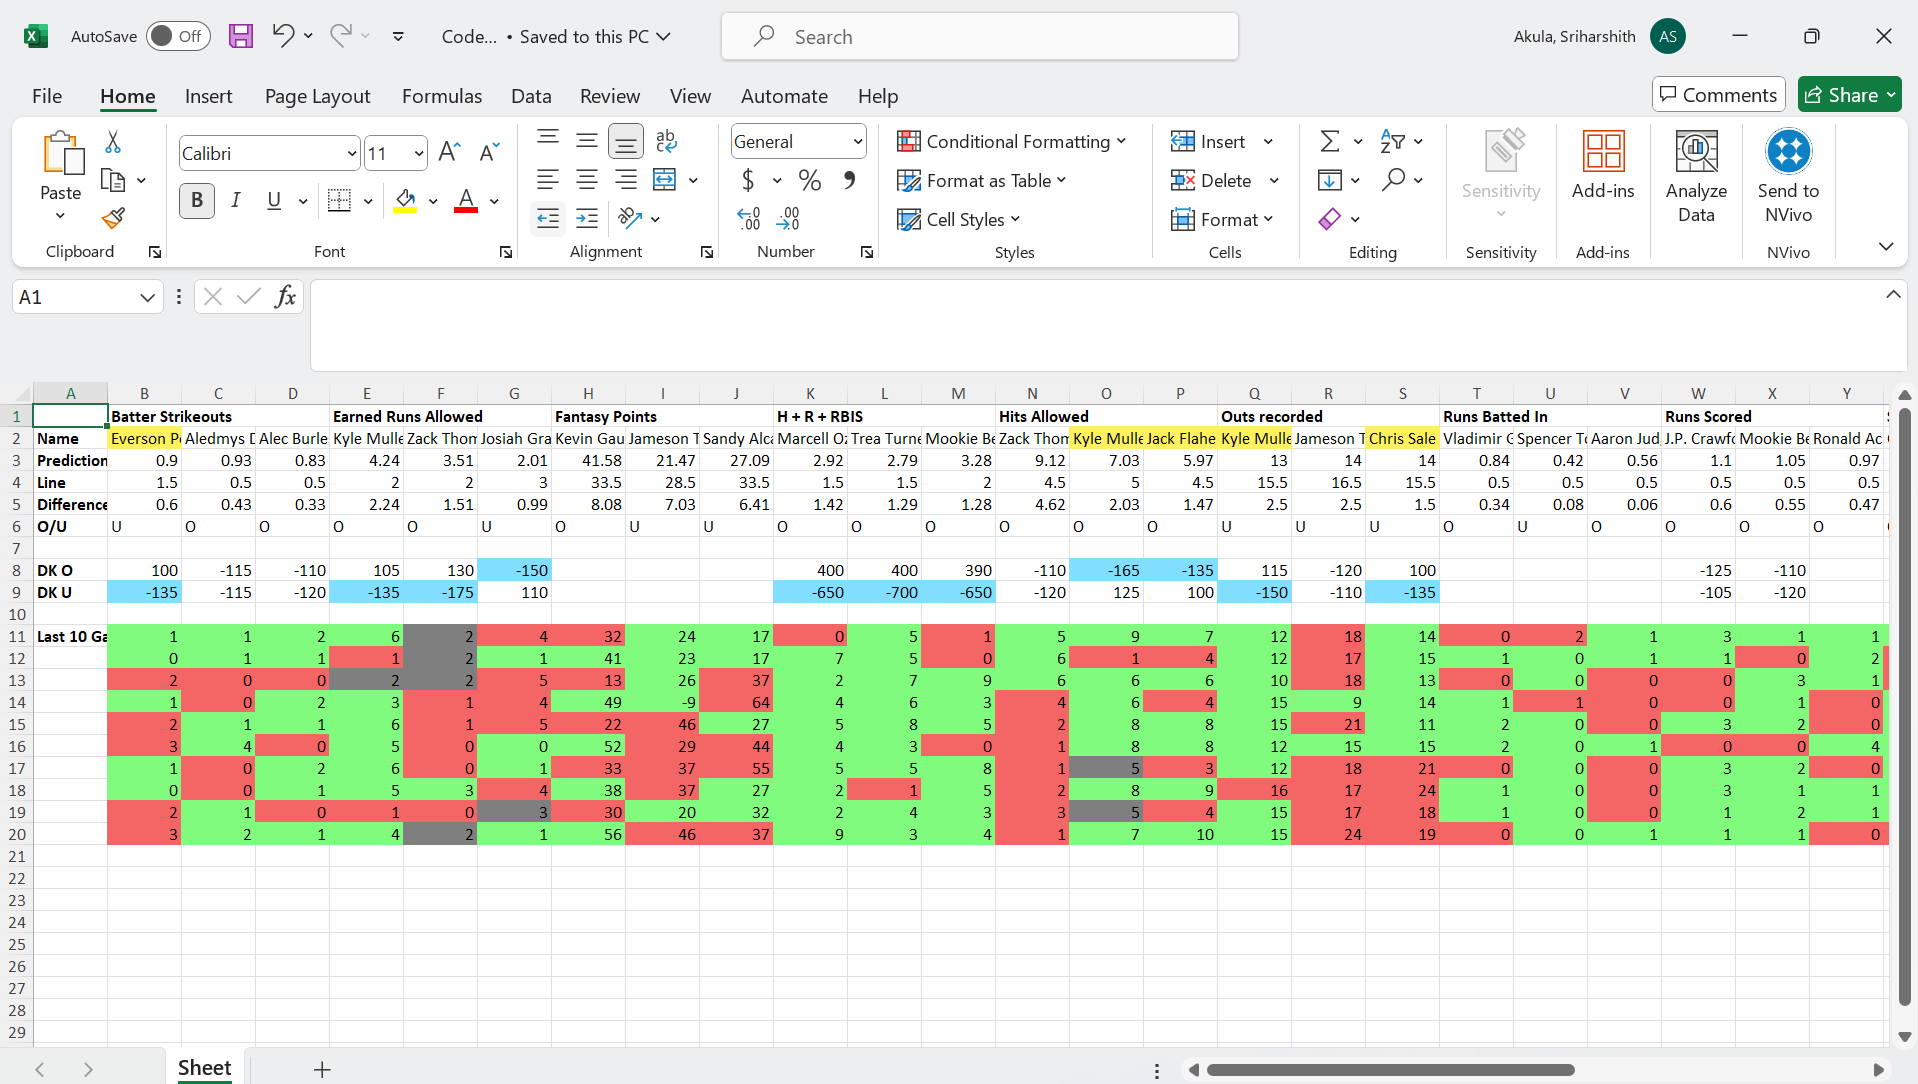 AutoSave Off Code... • Saved to this PC Search Akula, Sriharshith AS
File Home Insert Page Layout Formulas Data Review View Automate Help Comments Share
Paste Calibri 11 General Conditional Formatting Insert Sensitivity Add-ins Analyze Data Send to NVivo
B I U $ % Format as Table Delete
Cell Styles Format
Clipboard Font Alignment Number Styles Cells Editing Sensitivity Add-ins NVivo
A1 fx
A B C D E F G H I J K L M N O P Q R S T U V W X Y
1 Batter Strikeouts Earned Runs Allowed Fantasy Points H + R + RBIS Hits Allowed Outs recorded Runs Batted In Runs Scored
2 Name Everson P Aledmys D Alec Burle Kyle Mulle Zack Thom Josiah Gra Kevin Gau Jameson T Sandy Alca Marcell Oz Trea Turne Mookie Be Zack Thon Kyle Mulle Jack Flahe Kyle Mulle Jameson T Chris Sale Vladimir G Spencer To Aaron Jud J.P. Crawfo Mookie Be Ronald Ac
3 Prediction 0.9 0.93 0.83 4.24 3.51 2.01 41.58 21.47 27.09 2.92 2.79 3.28 9.12 7.03 5.97 13 14 14 0.84 0.42 0.56 1.1 1.05 0.97
4 Line 1.5 0.5 0.5 2 2 3 33.5 28.5 33.5 1.5 1.5 2 4.5 5 4.5 15.5 16.5 15.5 0.5 0.5 0.5 0.5 0.5 0.5
5 Difference 0.6 0.43 0.33 2.24 1.51 0.99 8.08 7.03 6.41 1.42 1.29 1.28 4.62 2.03 1.47 2.5 2.5 1.5 0.34 0.08 0.06 0.6 0.55 0.47
6 O/U U O O O O U O U U O O O O O O U U U O U O O O O
7
8 DK O 100 -115 -110 105 130 -150 400 400 390 -110 -165 -135 115 -120 100 -125 -110
9 DK U -135 -115 -120 -135 -175 110 -650 -700 -650 -120 125 100 -150 -110 -135 -105 -120
10
11 Last 10 Ga 1 1 2 6 2 4 32 24 17 0 5 1 5 9 7 12 18 14 0 2 1 3 1 1
12 0 1 1 1 2 1 41 23 17 7 5 0 6 1 4 12 17 15 1 0 1 1 0 2
13 2 0 0 2 2 5 13 26 37 2 7 9 6 6 6 10 18 13 0 0 0 0 3 1
14 1 0 2 3 1 4 49 -9 64 4 6 3 4 6 4 15 9 14 1 1 0 0 1 0
15 2 1 1 6 1 5 22 46 27 5 8 5 2 8 8 15 21 11 2 0 0 3 2 0
16 3 4 0 5 0 0 52 29 44 4 3 0 1 8 8 12 15 15 2 0 1 0 0 4
17 1 0 2 6 0 1 33 37 55 5 5 8 1 5 3 12 18 21 0 0 0 3 2 0
18 0 0 1 5 3 4 38 37 27 2 1 5 2 8 9 16 17 24 1 0 0 3 1 1
19 2 1 0 1 0 3 30 20 32 2 4 3 3 5 4 15 17 18 1 0 0 1 2 1
20 3 2 1 4 2 1 56 46 37 9 3 4 1 7 10 15 24 19 0 0 1 1 1 0
21
22
23
24
25
26
27
28
29
Sheet